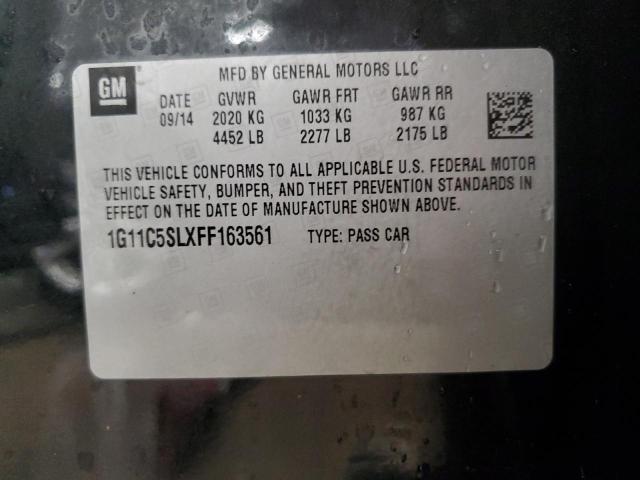 GM
MFD BY GENERAL MOTORS LLC
DATE GVWR GAWR FRT GAWR RR
09/14 2020 KG 1033 KG 987 KG
4452 LB 2277 LB 2175 LB
THIS VEHICLE CONFORMS TO ALL APPLICABLE U.S. FEDERAL MOTOR
VEHICLE SAFETY, BUMPER, AND THEFT PREVENTION STANDARDS IN
EFFECT ON THE DATE OF MANUFACTURE SHOWN ABOVE.
1G11C5SLXFF163561 TYPE: PASS CAR